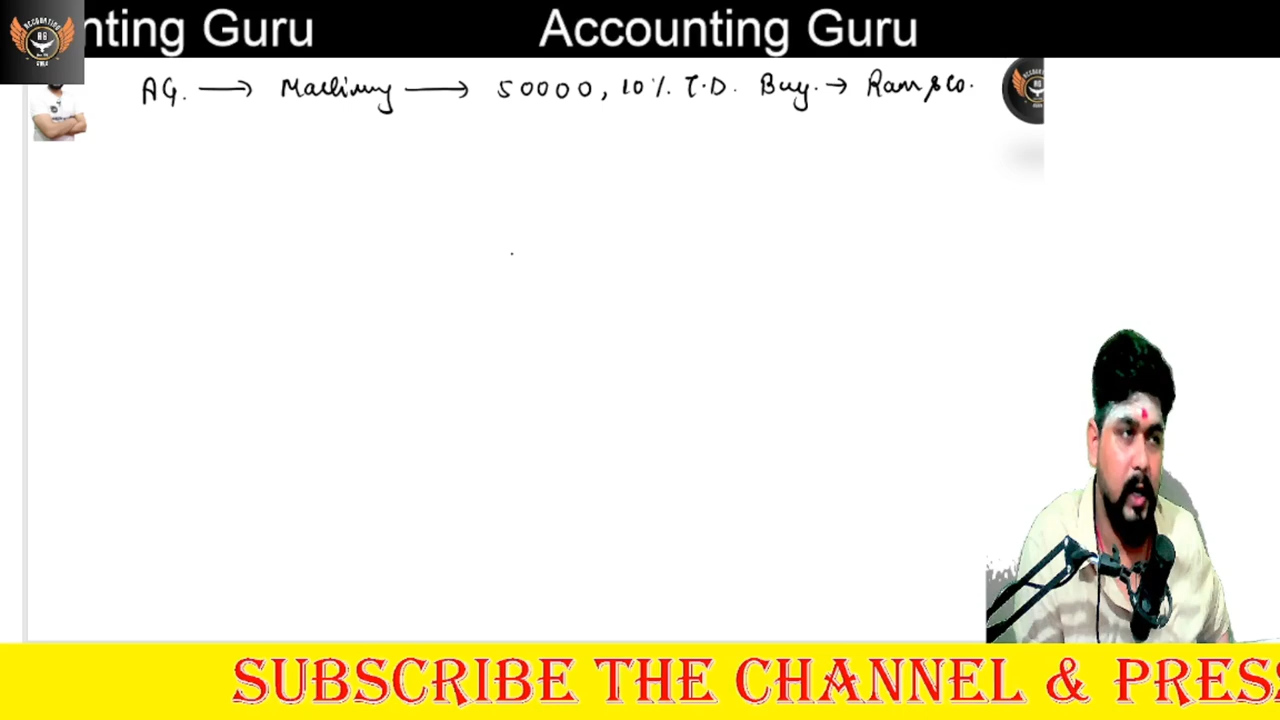 nting Guru Accounting Guru
AG. → Machinery → 50000, 10% T.D. Buy. → Ram & Co.
SUBSCRIBE THE CHANNEL & PRESS